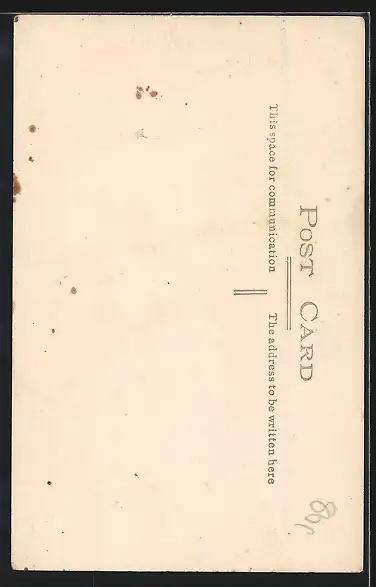 POST CARD
This space for communication
The address to be written here